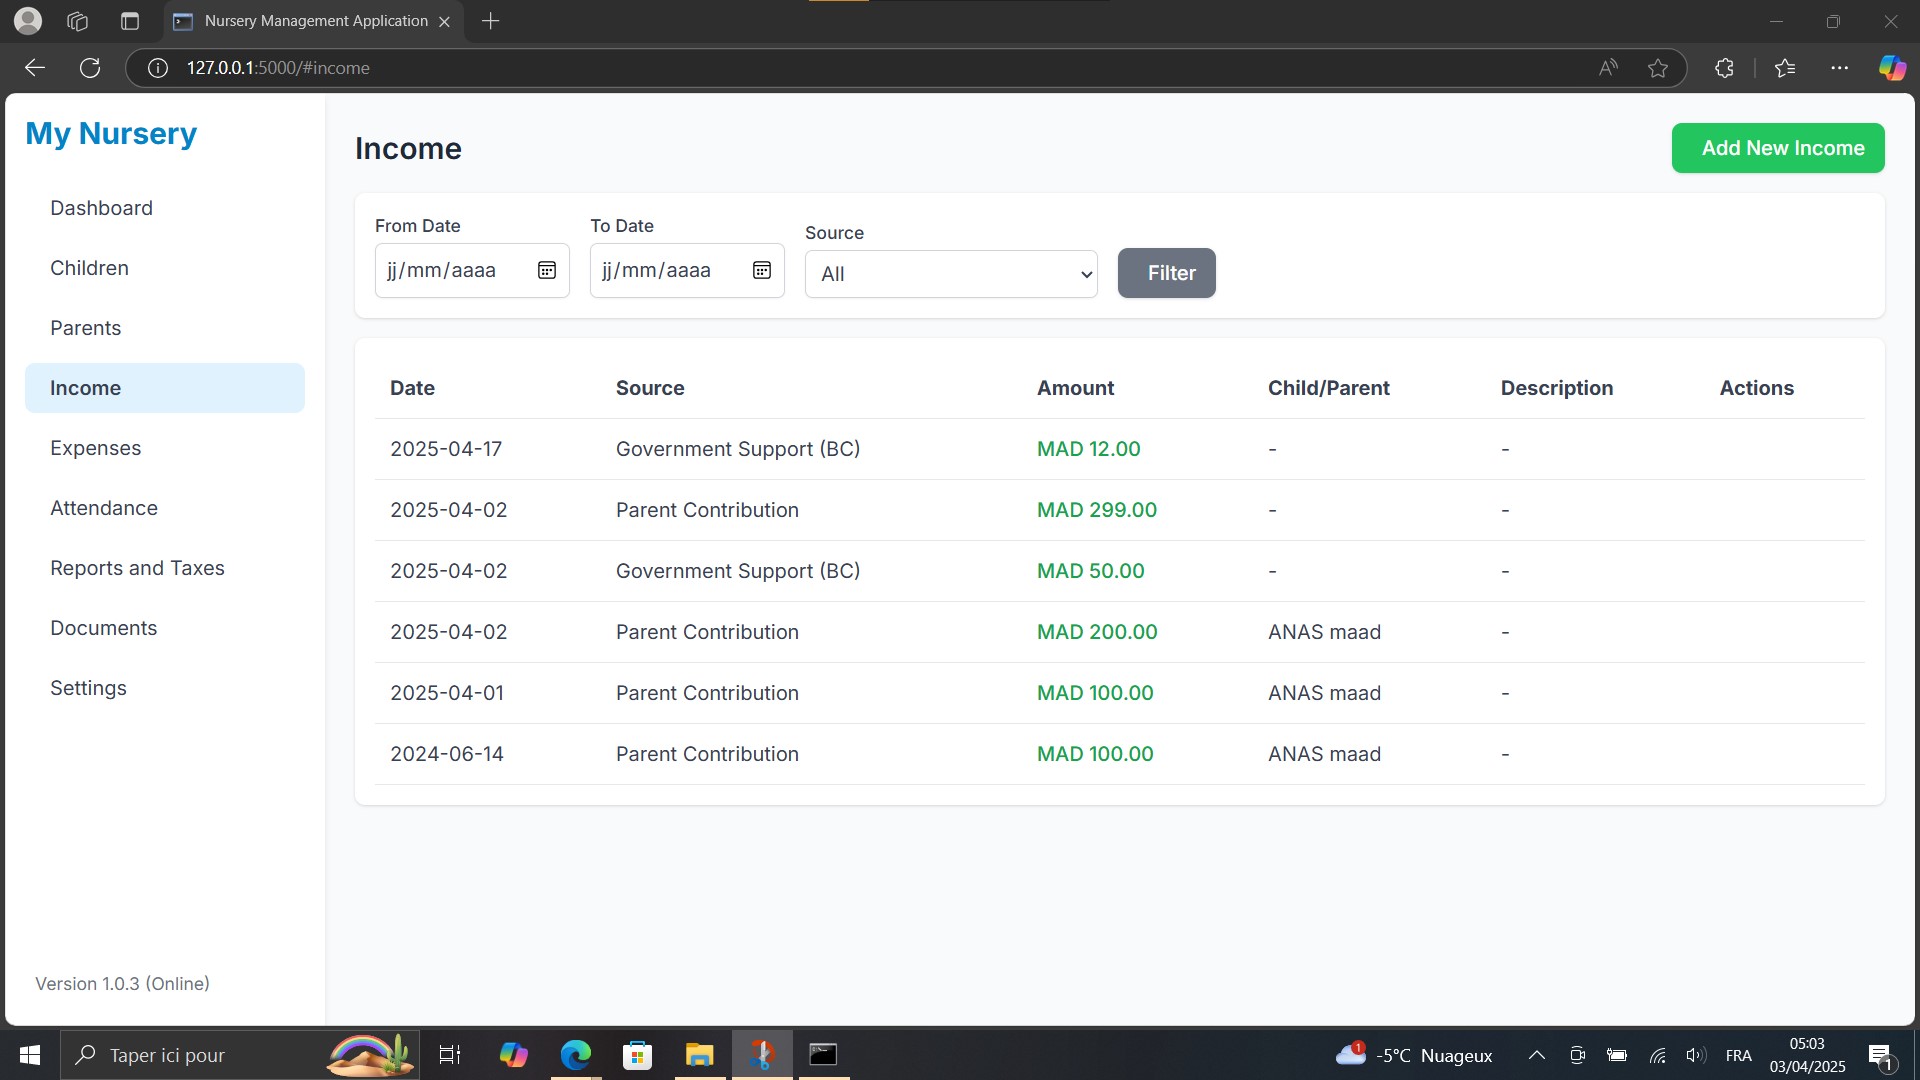 Nursery Management Application
127.0.0.1:5000/#income
My Nursery
Dashboard
Children
Parents
Income
Expenses
Attendance
Reports and Taxes
Documents
Settings
Version 1.0.3 (Online)
Income
Add New Income
From Date
To Date
Source
jj/mm/aaaa
jj/mm/aaaa
All
Filter
Date Source Amount Child/Parent Description Actions
2025-04-17 Government Support (BC) MAD 12.00 - -
2025-04-02 Parent Contribution MAD 299.00 - -
2025-04-02 Government Support (BC) MAD 50.00 - -
2025-04-02 Parent Contribution MAD 200.00 ANAS maad -
2025-04-01 Parent Contribution MAD 100.00 ANAS maad -
2024-06-14 Parent Contribution MAD 100.00 ANAS maad -
Taper ici pour
1
-5°C Nuageux
FRA
05:03
03/04/2025
1